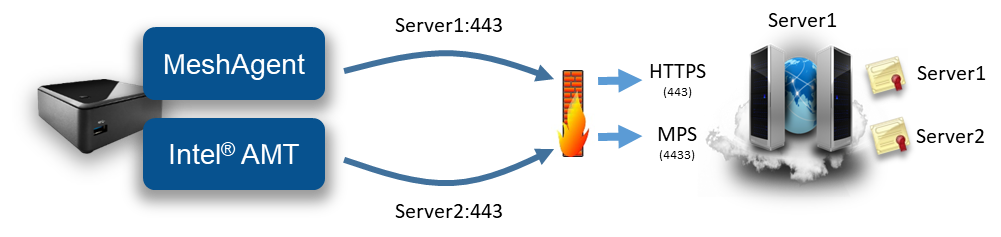 Server1:443
Server1
MeshAgent
HTTPS
(443)
Server1
Intel® AMT
MPS
(4433)
Server2
Server2:443